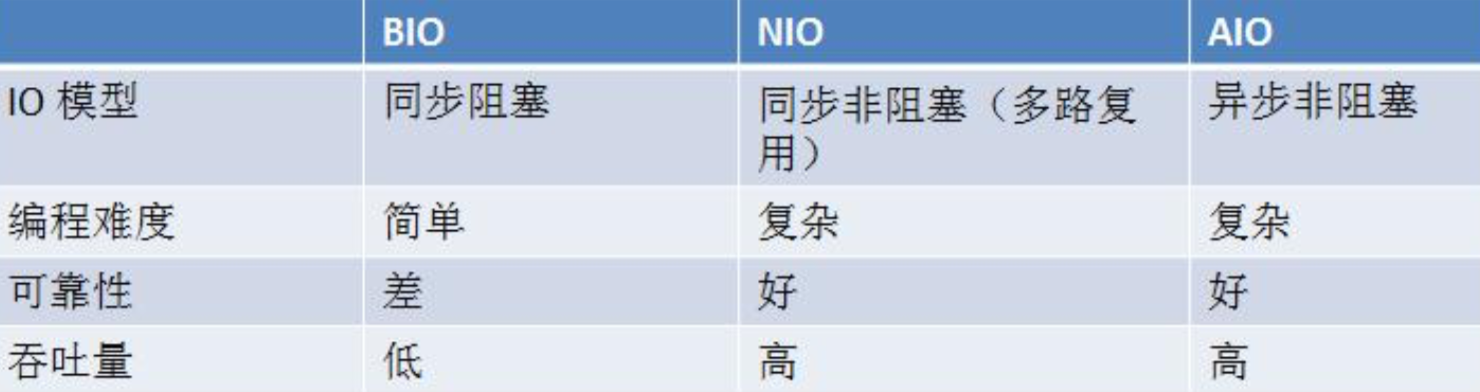 BIO NIO AIO
IO 模型 同步阻塞 同步非阻塞（多路复 异步非阻塞
用）
编程难度 简单 复杂 复杂
可靠性 差 好 好
吞吐量 低 高 高